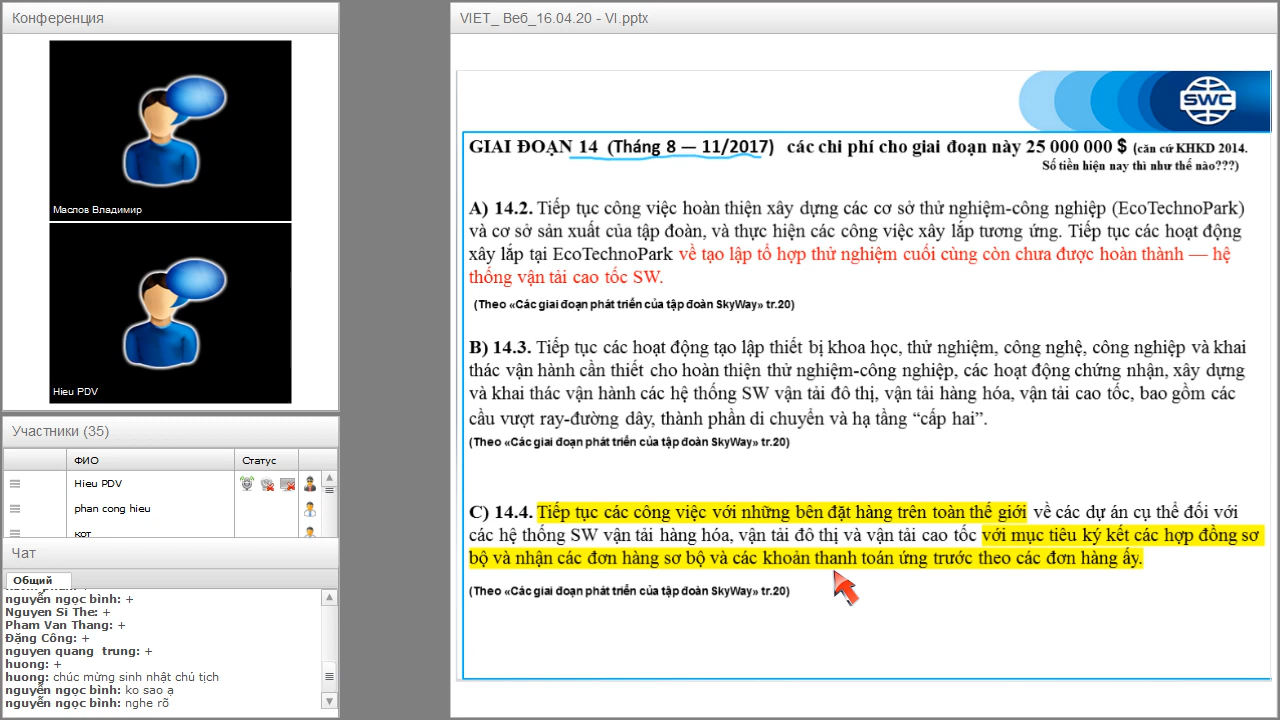 Конференция
Маслов Владимир
Hieu PDV
Участники (35)
ФИО
Статус
Hieu PDV
phan cong hieu
кот
Чат
Общий
nguyễn ngọc bình: +
Nguyen Si The: +
Pham Van Thang: +
Đặng Công: +
nguyen quang trung: +
huong: +
huong: chúc mừng sinh nhật chủ tịch
nguyễn ngọc bình: ko sao ạ
nguyễn ngọc bình: nghe rõ
VIET_ Веб_16.04.20 - VI.pptx
SWC
GIAI ĐOẠN 14 (Tháng 8 — 11/2017) các chi phí cho giai đoạn này 25 000 000 $ (căn cứ KHKD 2014.
Số tiền hiện nay thì như thế nào???)
A) 14.2. Tiếp tục công việc hoàn thiện xây dựng các cơ sở thử nghiệm-công nghiệp (EcoTechnoPark)
và cơ sở sản xuất của tập đoàn, và thực hiện các công việc xây lắp tương ứng. Tiếp tục các hoạt động
xây lắp tại EcoTechnoPark về tạo lập tổ hợp thử nghiệm cuối cùng còn chưa được hoàn thành — hệ
thống vận tải cao tốc SW.
(Theo «Các giai đoạn phát triển của tập đoàn SkyWay» tr.20)
B) 14.3. Tiếp tục các hoạt động tạo lập thiết bị khoa học, thử nghiệm, công nghệ, công nghiệp và khai
thác vận hành cần thiết cho hoàn thiện thử nghiệm-công nghiệp, các hoạt động chứng nhận, xây dựng
và khai thác vận hành các hệ thống SW vận tải đô thị, vận tải hàng hóa, vận tải cao tốc, bao gồm các
cầu vượt ray-đường dây, thành phần di chuyển và hạ tầng “cấp hai”.
(Theo «Các giai đoạn phát triển của tập đoàn SkyWay» tr.20)
C) 14.4. Tiếp tục các công việc với những bên đặt hàng trên toàn thế giới về các dự án cụ thể đối với
các hệ thống SW vận tải hàng hóa, vận tải đô thị và vận tải cao tốc với mục tiêu ký kết các hợp đồng sơ
bộ và nhận các đơn hàng sơ bộ và các khoản thanh toán ứng trước theo các đơn hàng ấy.
(Theo «Các giai đoạn phát triển của tập đoàn SkyWay» tr.20)